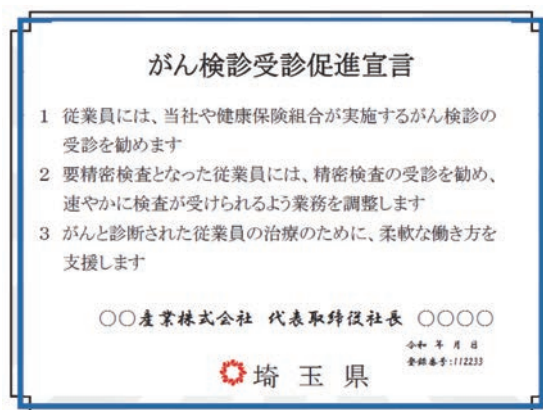 がん検診受診促進宣言
1 従業員には、当社や健康保険組合が実施するがん検診の
受診を勧めます
2 要精密検査となった従業員には、精密検査の受診を勧め、
速やかに検査が受けられるよう業務を調整します
3 がんと診断された従業員の治療のために、柔軟な働き方を
支援します
○○産業株式会社 代表取締役社長 ○○○○
令和 年 月 日
登録番号:112233
埼玉県